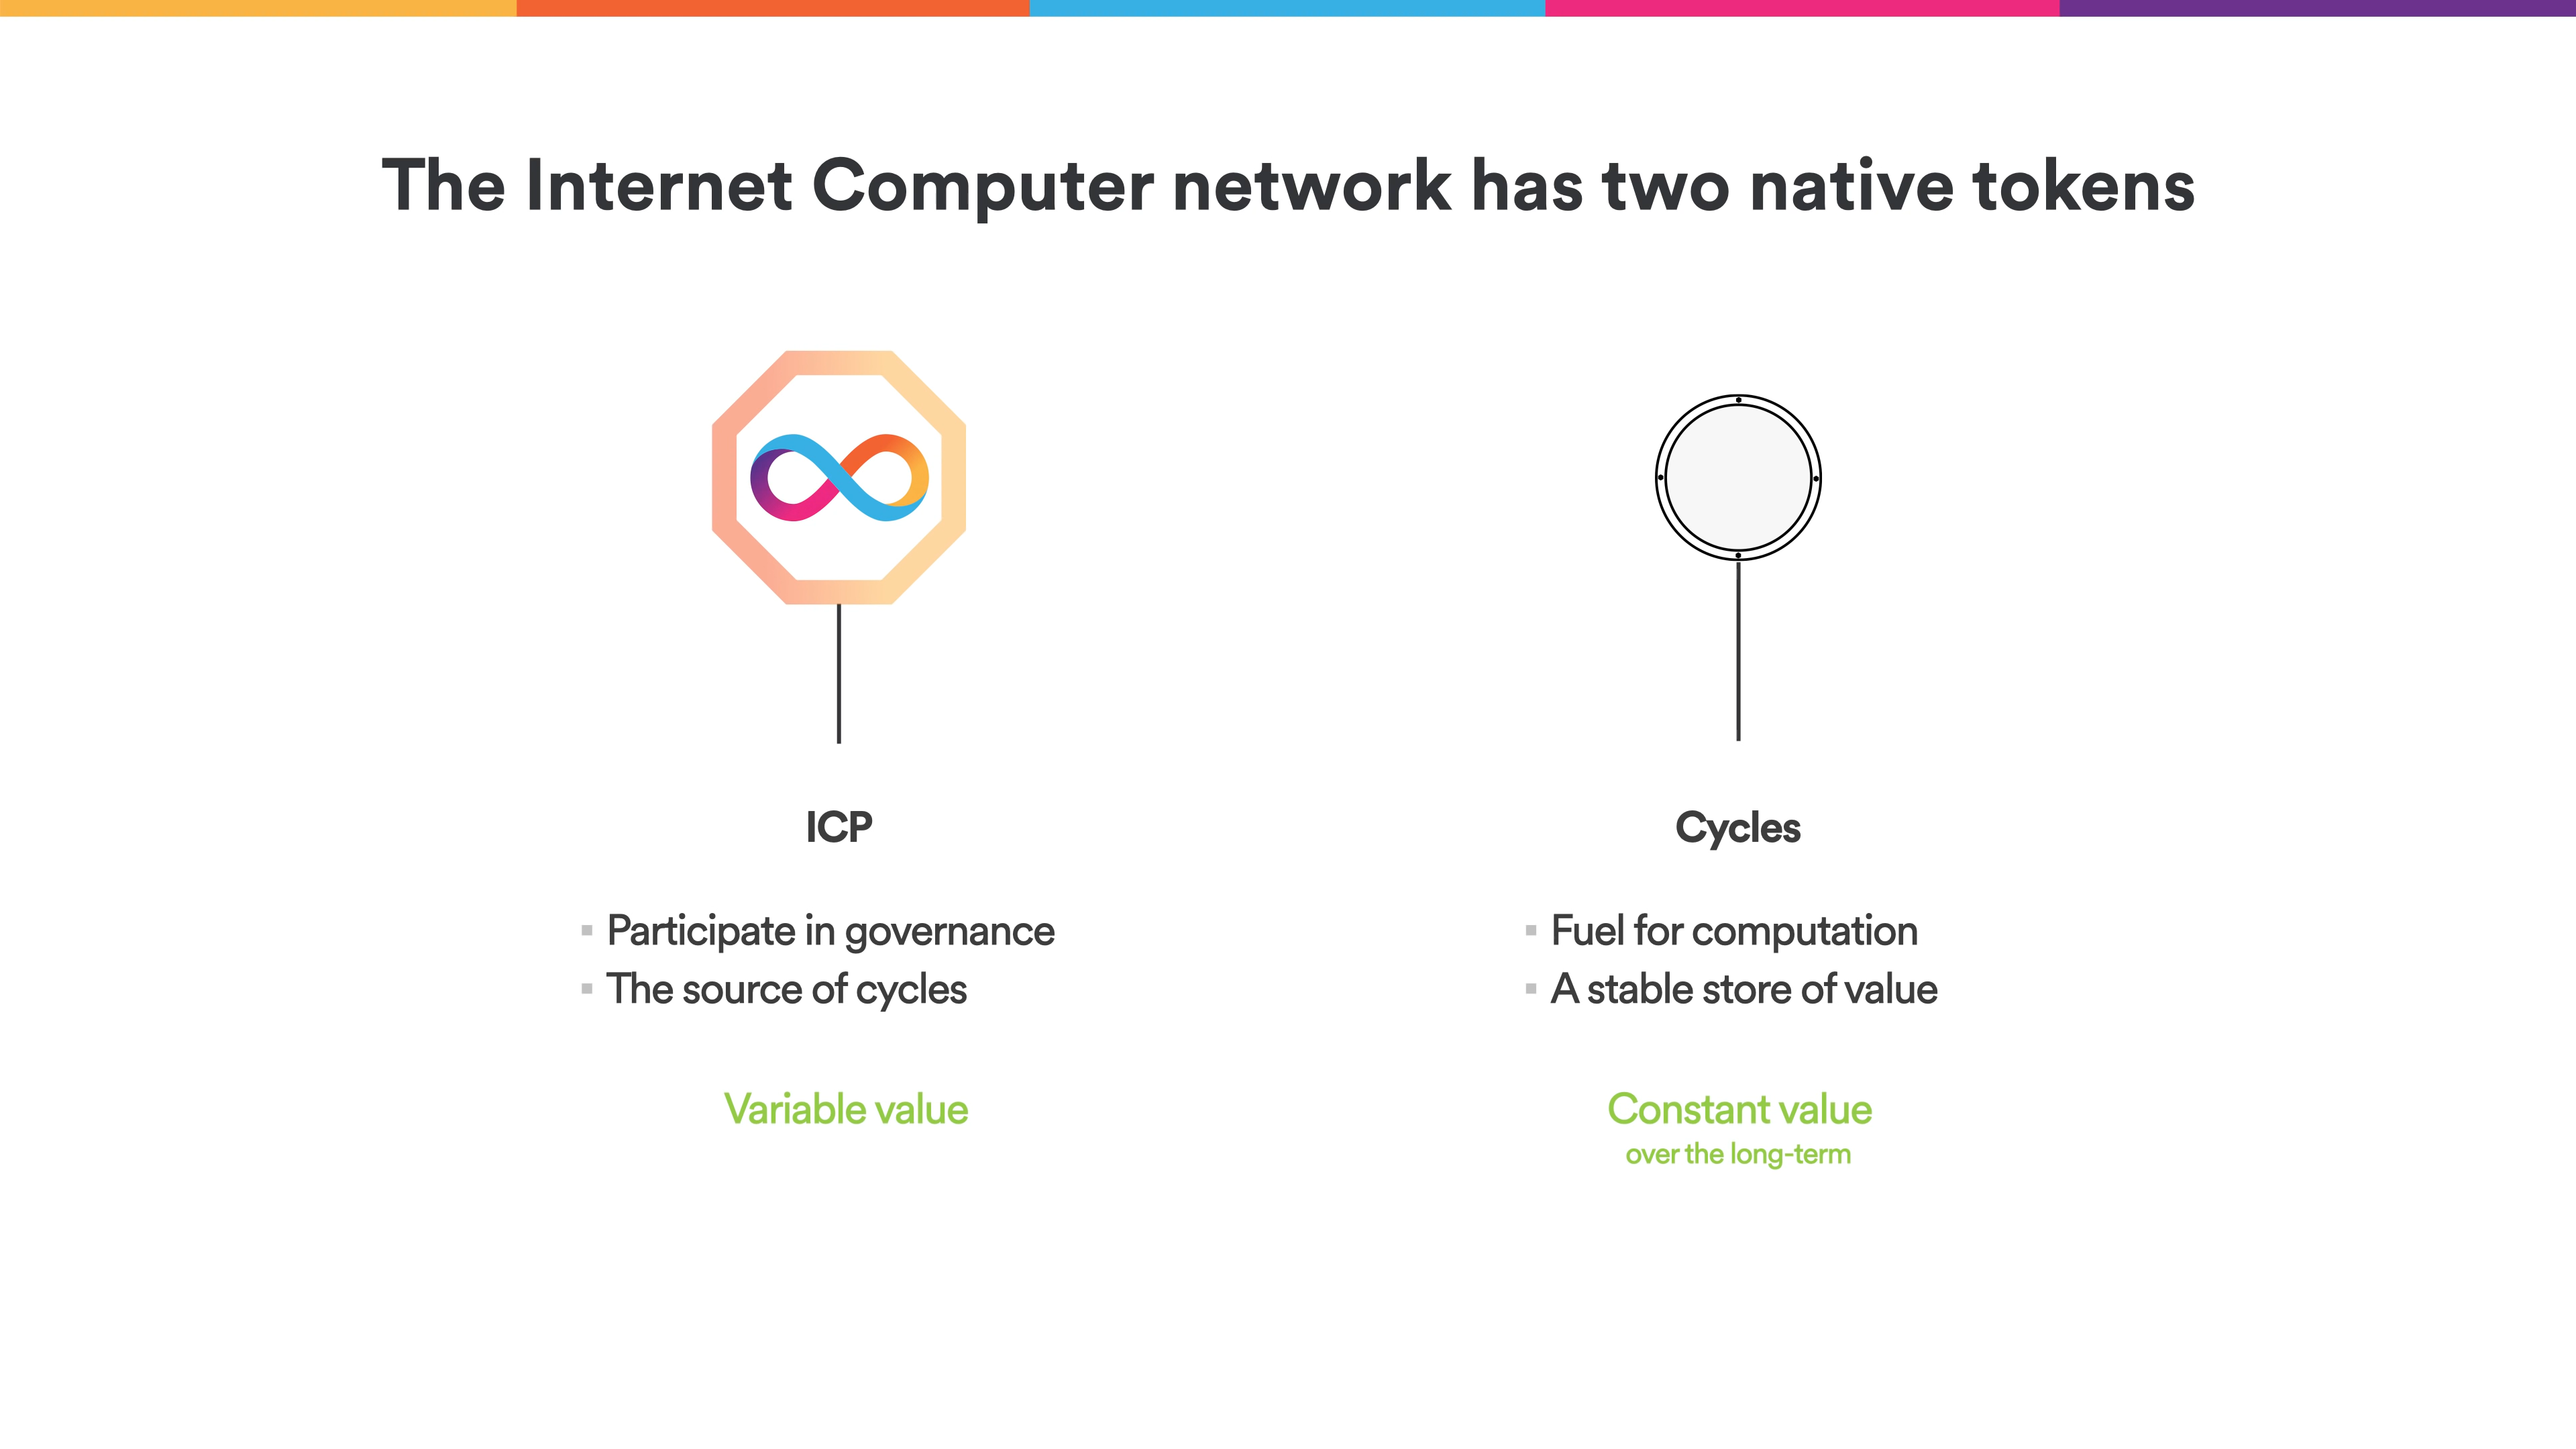 The Internet Computer network has two native tokens
ICP
Participate in governance
The source of cycles
Variable value
Cycles
Fuel for computation
A stable store of value
Constant value
over the long-term